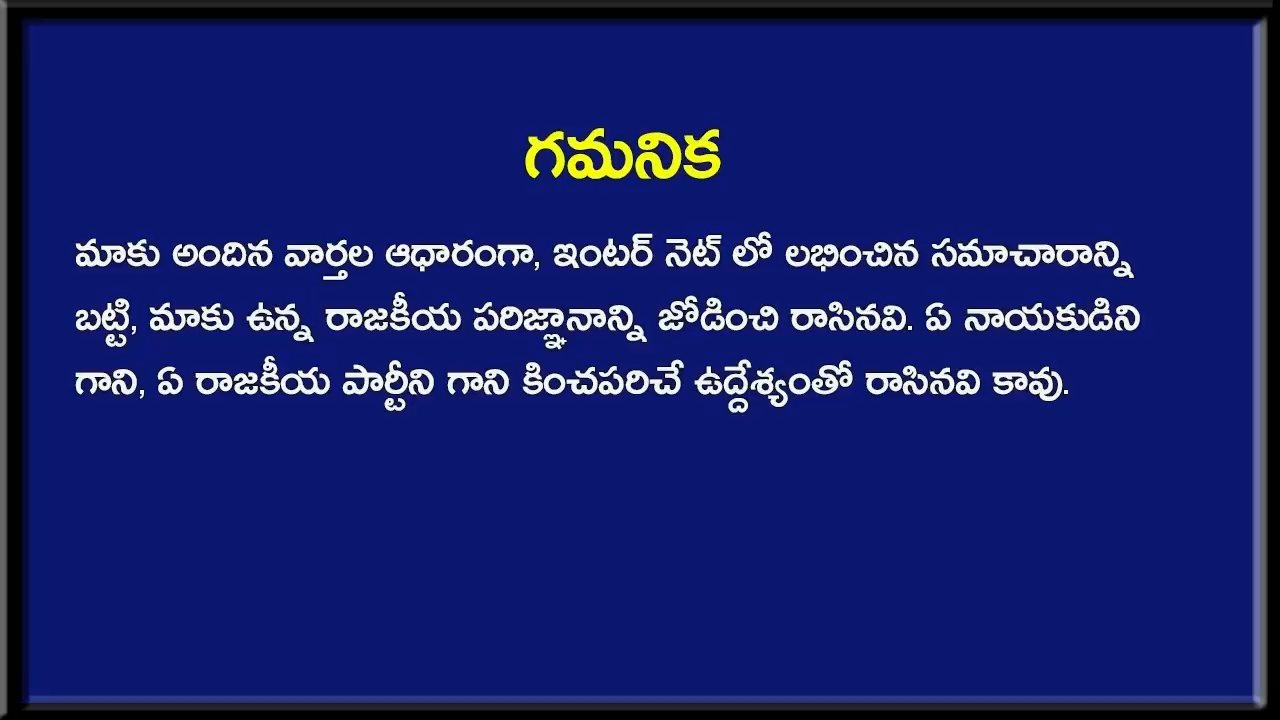 గమనిక
మాకు అందిన వార్తల ఆధారంగా, ఇంటర్ నెట్ లో లభించిన సమాచారాన్ని
బట్టి, మాకు ఉన్న రాజకీయ పరిజ్ఞానాన్ని జోడించి రాసినవి. ఏ నాయకుడిని
గాని, ఏ రాజకీయ పార్టీని గాని కించపరిచే ఉద్దేశ్యంతో రాసినవి కావు.